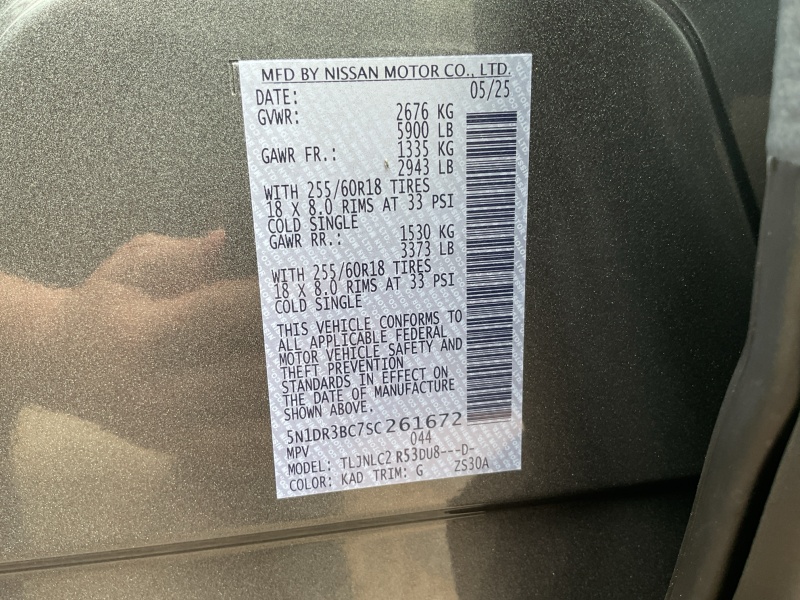 MFD BY NISSAN MOTOR CO., LTD.
DATE: 05/25
GVWR: 2676 KG
5900 LB
GAWR FR.: 1335 KG
2943 LB
WITH 255/60R18 TIRES
18 X 8.0 RIMS AT 33 PSI
COLD SINGLE
GAWR RR.: 1530 KG
3373 LB
WITH 255/60R18 TIRES
18 X 8.0 RIMS AT 33 PSI
COLD SINGLE
THIS VEHICLE CONFORMS TO
ALL APPLICABLE FEDERAL
MOTOR VEHICLE SAFETY AND
THEFT PREVENTION
STANDARDS IN EFFECT ON
THE DATE OF MANUFACTURE
SHOWN ABOVE.
5N1DR3BC7SC261672
MPV 044
MODEL: TLJNLC2 R53DU8---D-
COLOR: KAD TRIM: G ZS30A